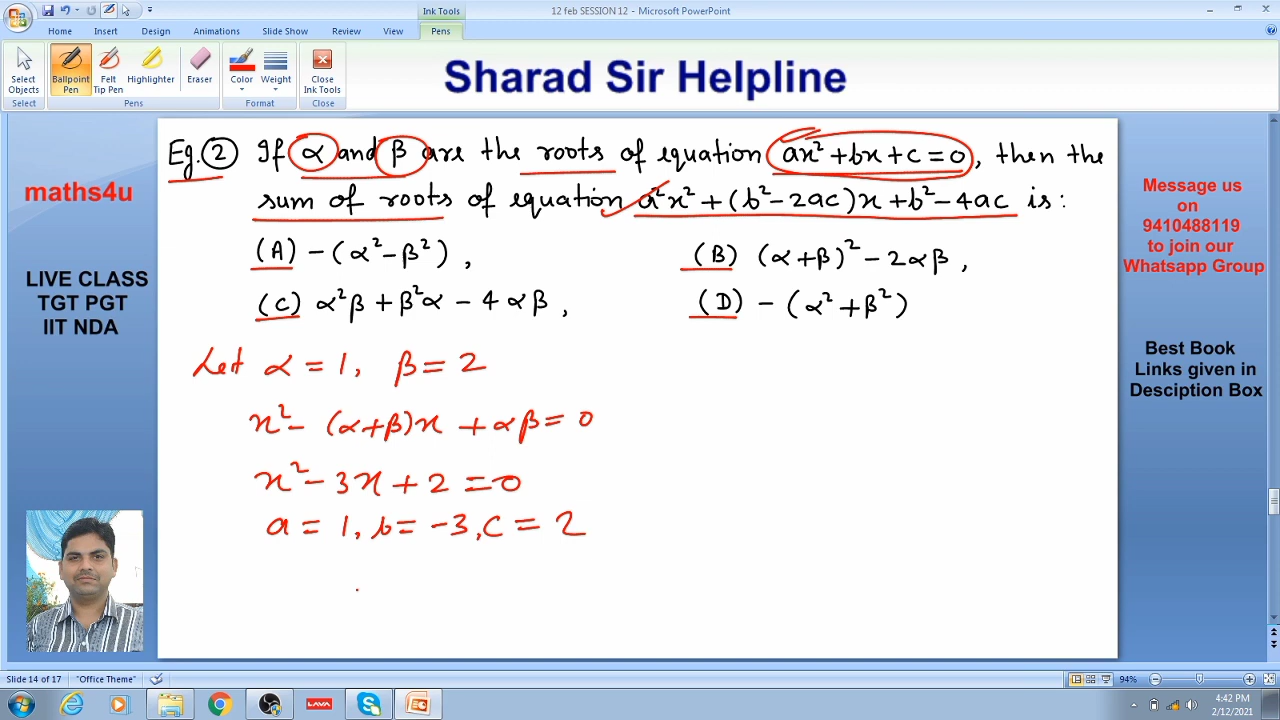 Ink Tools
12 feb SESSION 12 - Microsoft PowerPoint
Home Insert Design Animations Slide Show Review View Pens
Select Objects
Ballpoint Pen
Felt Tip Pen
Highlighter
Eraser
Color
Weight
Close Ink Tools
Select Pens Format Close
Sharad Sir Helpline
maths4u
LIVE CLASS
TGT PGT
IIT NDA
Eg. ② If α and β are the roots of equation ax²+bx+c=0, then the
sum of roots of equation a²x²+(b²-2ac)x+b²-4ac is:
(A) -(α²-β²), (B) (α+β)²-2αβ,
(C) α²β+β²α-4αβ, (D) -(α²+β²)
Let α=1, β=2
x²-(α+β)x+αβ=0
x²-3x+2=0
a=1, b=-3, c=2
Message us
on
9410488119
to join our
Whatsapp Group
Best Book
Links given in
Desciption Box
Slide 14 of 17 "Office Theme" 94%
LAVA
4:42 PM
2/12/2021